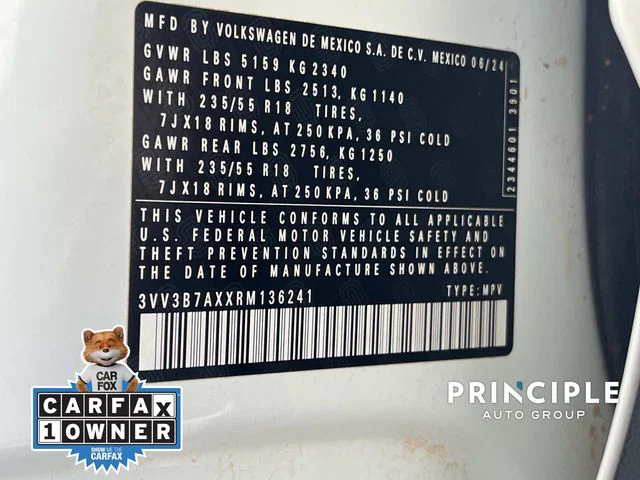 MFD BY VOLKSWAGEN DE MEXICO S.A. DE C.V. MEXICO 06/24
GVWR LBS 5159 KG 2340
GAWR FRONT LBS 2513, KG 1140
WITH 235/55 R18 TIRES,
7JX18 RIMS, AT 250 KPA, 36 PSI COLD
GAWR REAR LBS 2756, KG 1250
WITH 235/55 R18 TIRES,
7JX18 RIMS, AT 250 KPA, 36 PSI COLD
2344601 3901
THIS VEHICLE CONFORMS TO ALL APPLICABLE
U.S. FEDERAL MOTOR VEHICLE SAFETY AND
THEFT PREVENTION STANDARDS IN EFFECT ON
THE DATE OF MANUFACTURE SHOWN ABOVE.
3VV3B7AXXRM136241 TYPE: MPV
CAR
FOX
CARFAX
1 OWNER
SHOW ME THE
CARFAX
PRINCIPLE
AUTO GROUP